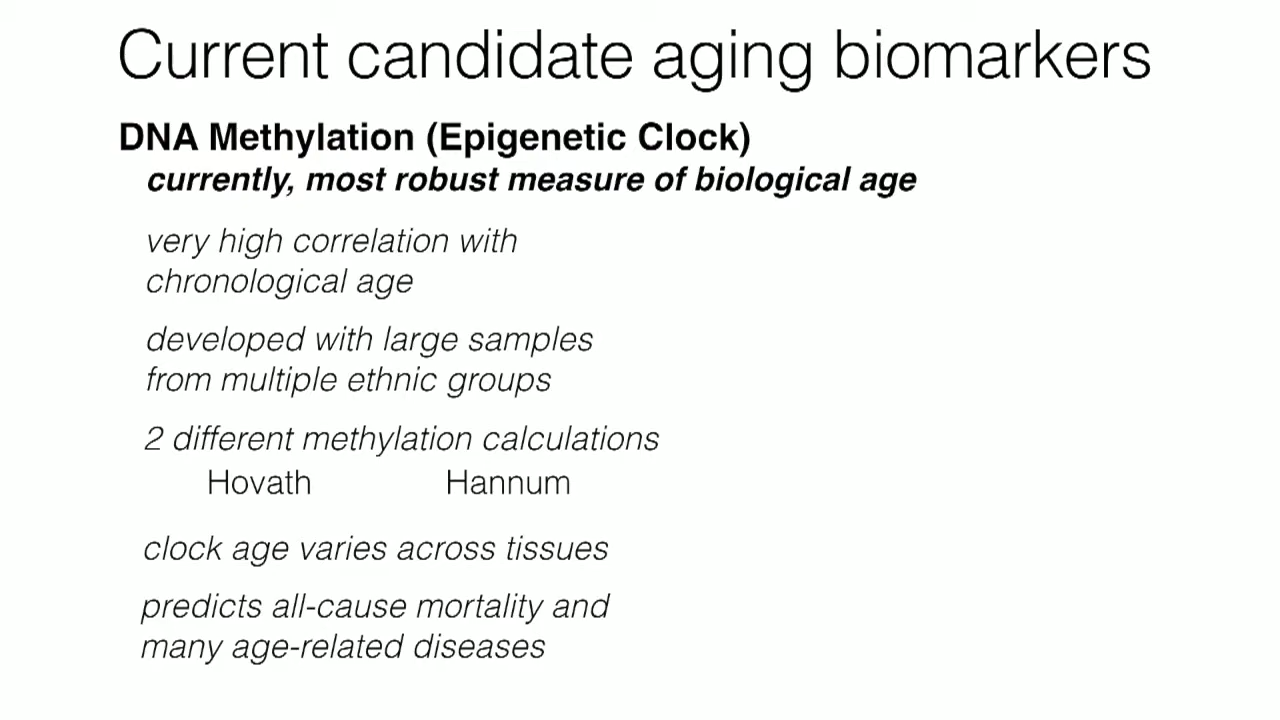 Current candidate aging biomarkers
DNA Methylation (Epigenetic Clock)
currently, most robust measure of biological age
very high correlation with
chronological age
developed with large samples
from multiple ethnic groups
2 different methylation calculations
Hovath Hannum
clock age varies across tissues
predicts all-cause mortality and
many age-related diseases